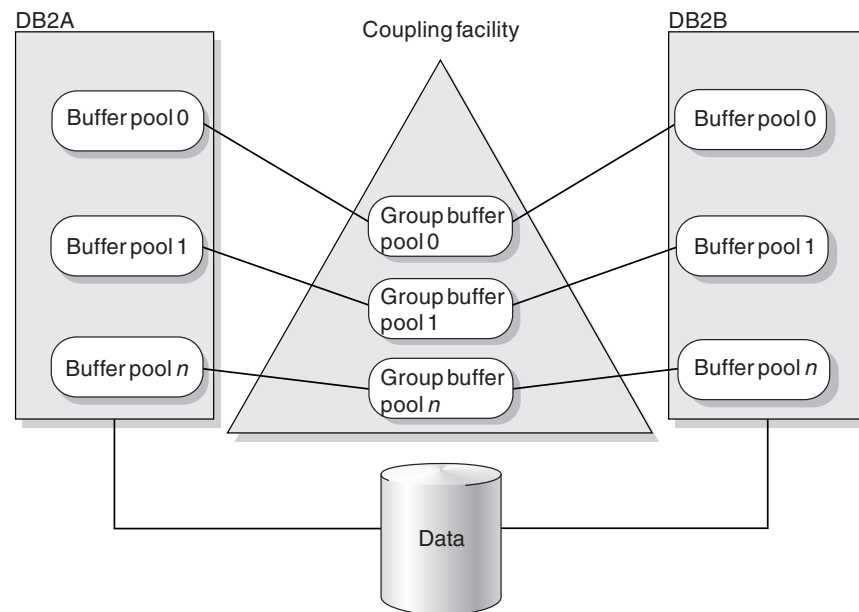 DB2A
Coupling facility
DB2B
Buffer pool 0
Buffer pool 0
Group buffer
pool 0
Buffer pool 1
Buffer pool 1
Group buffer
pool 1
Buffer pool n
Buffer pool n
Group buffer
pool n
Data